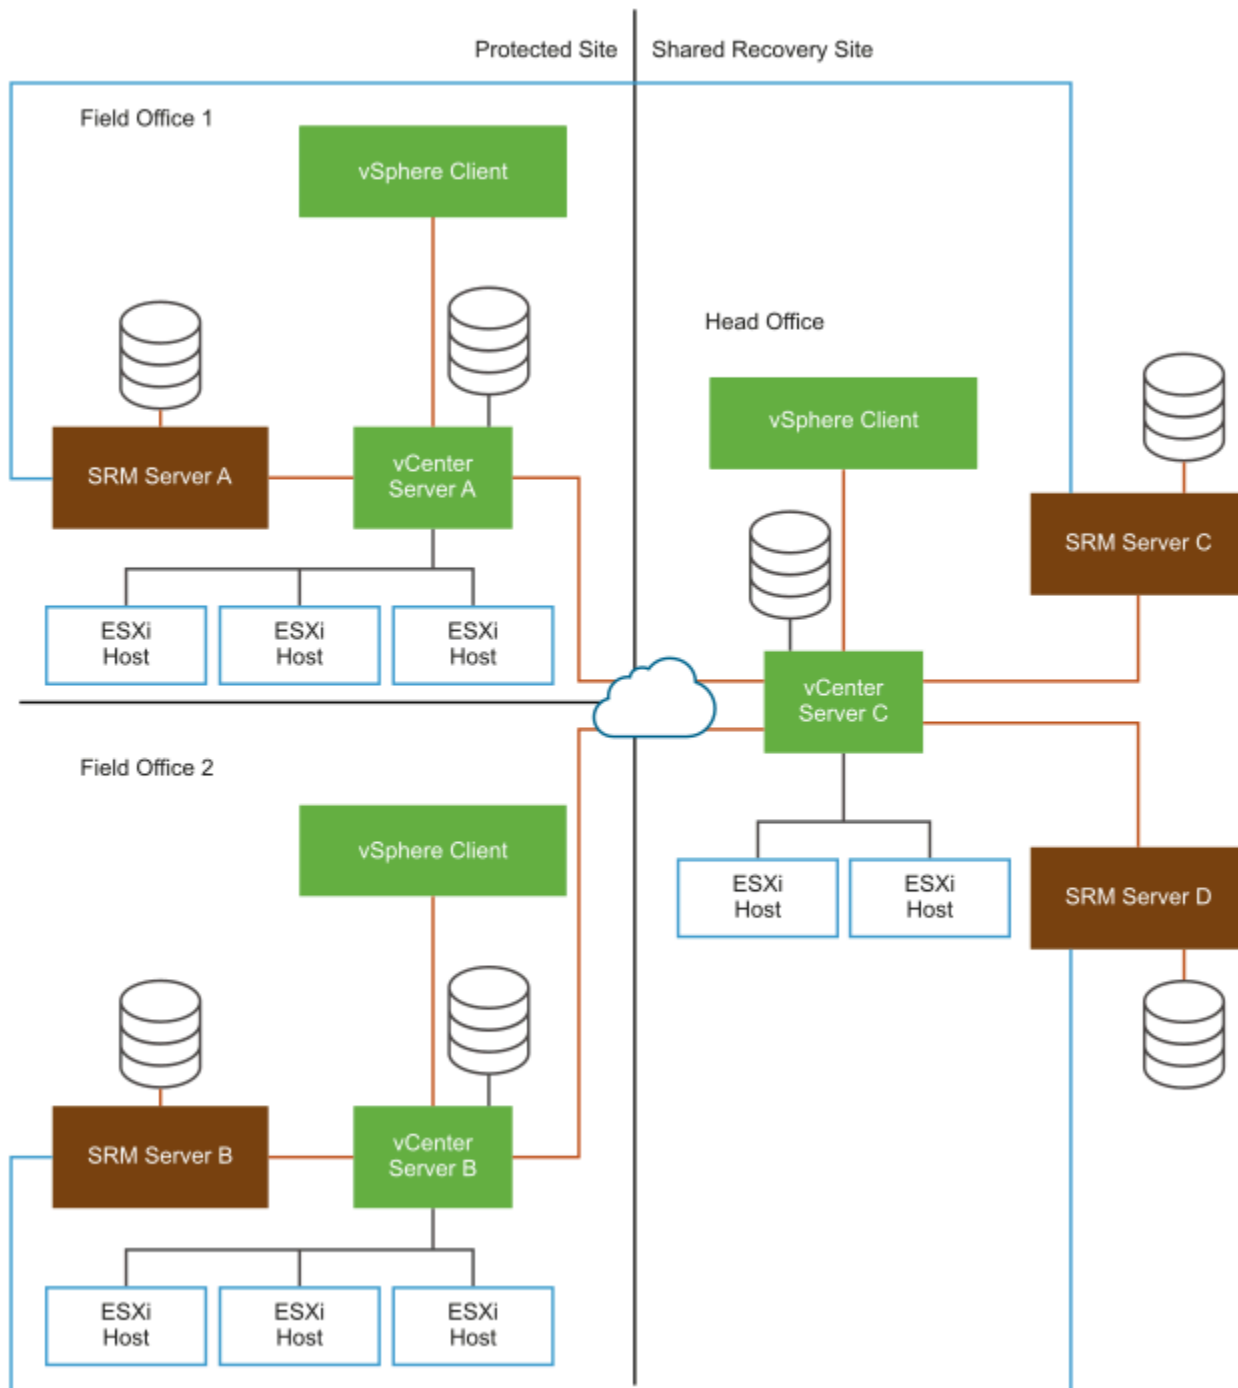 Protected Site
Shared Recovery Site
Field Office 1
vSphere Client
SRM Server A
vCenter
Server A
ESXi
Host
ESXi
Host
ESXi
Host
Head Office
vSphere Client
SRM Server C
vCenter
Server C
ESXi
Host
ESXi
Host
SRM Server D
Field Office 2
vSphere Client
SRM Server B
vCenter
Server B
ESXi
Host
ESXi
Host
ESXi
Host